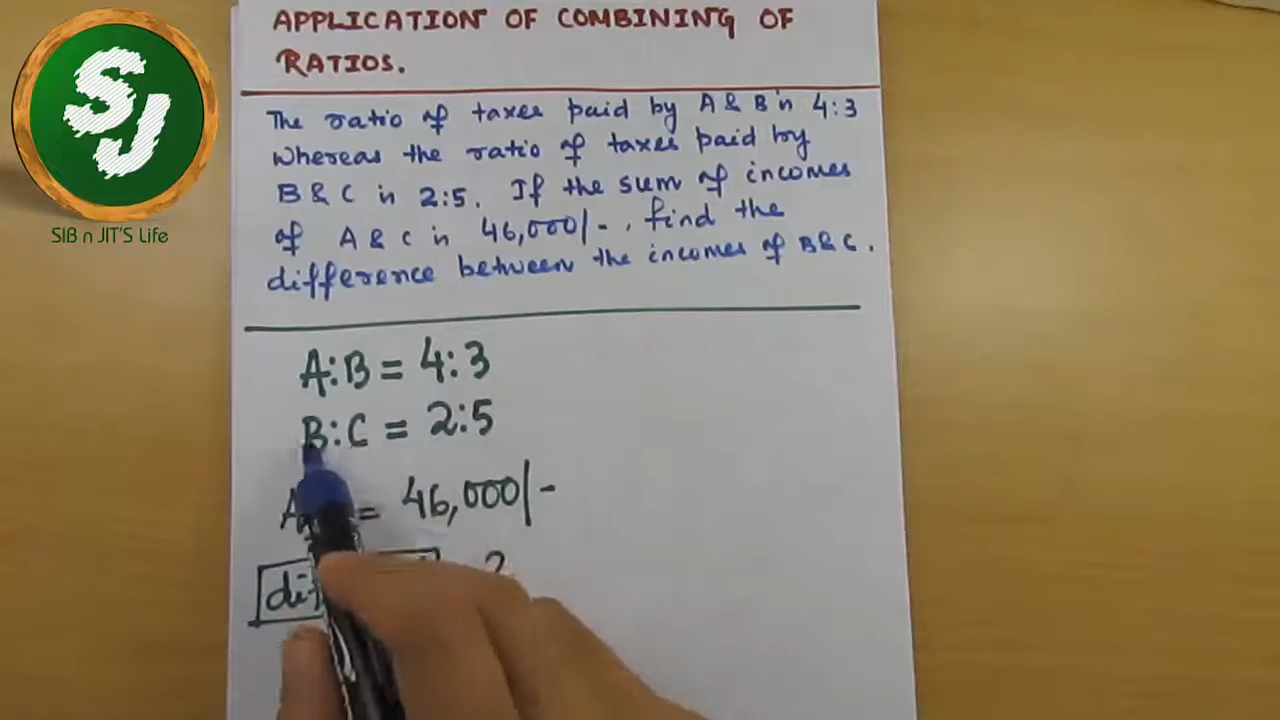 SJ
SIB n JIT'S Life
APPLICATION OF COMBINING OF
RATIOS.
The ratio of taxes paid by A & B is 4:3
Whereas the ratio of taxes paid by
B & C is 2:5. If the sum of incomes
of A & C is 46,000/-, find the
difference between the incomes of B & C.
A:B = 4:3
B:C = 2:5
A = 46,000/-
?